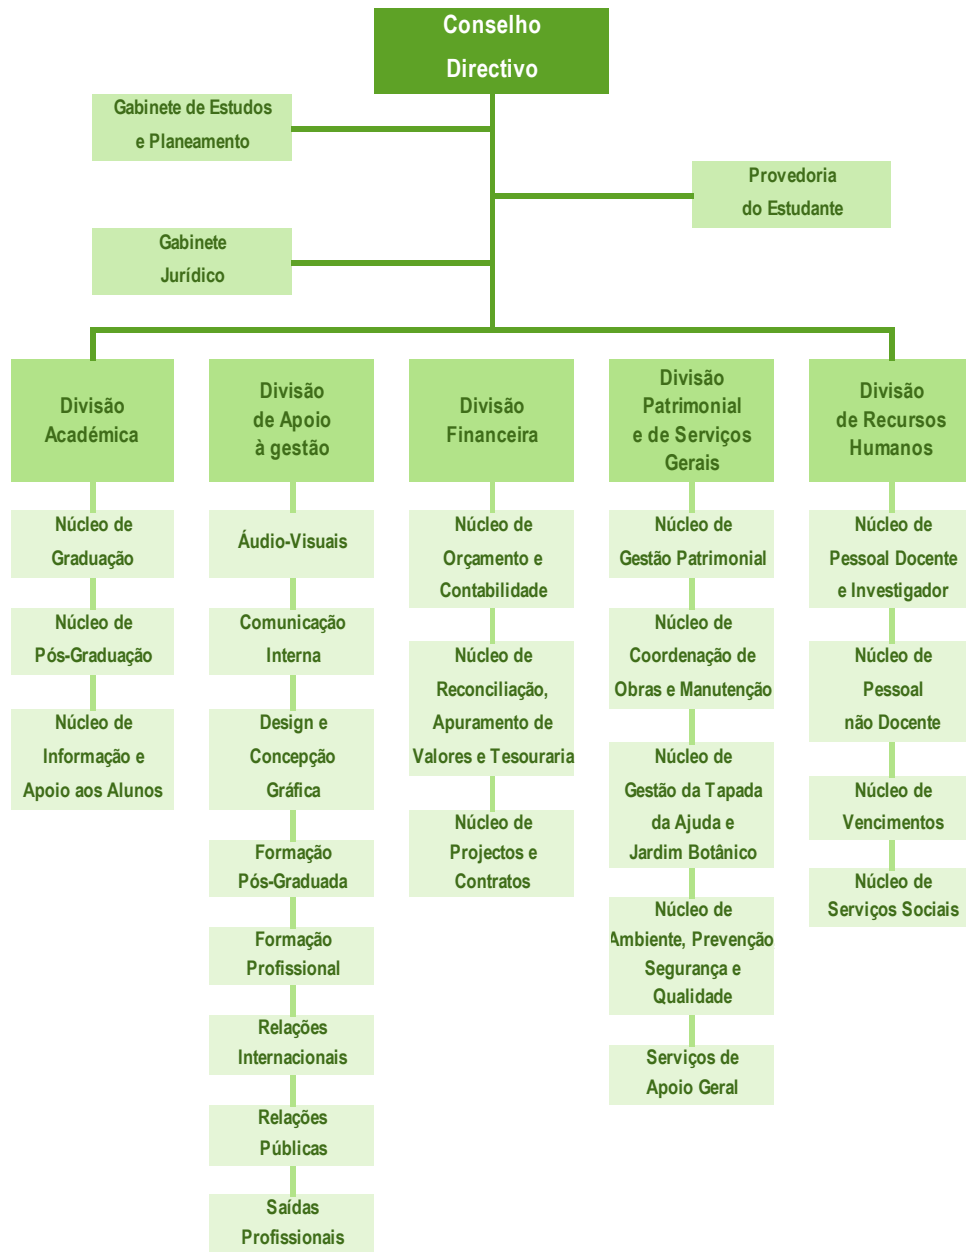 Conselho
Directivo
Gabinete de Estudos
e Planeamento
Provedoria
do Estudante
Gabinete
Jurídico
Divisão
Académica
Núcleo de
Graduação
Núcleo de
Pós-Graduação
Núcleo de
Informação e
Apoio aos Alunos
Divisão
de Apoio
à gestão
Áudio-Visuais
Comunicação
Interna
Design e
Concepção
Gráfica
Formação
Pós-Graduada
Formação
Profissional
Relações
Internacionais
Relações
Públicas
Saídas
Profissionais
Divisão
Financeira
Núcleo de
Orçamento e
Contabilidade
Núcleo de
Reconciliação,
Apuramento de
Valores e Tesouraria
Núcleo de
Projectos e
Contratos
Divisão
Patrimonial
e de Serviços
Gerais
Núcleo de
Gestão Patrimonial
Núcleo de
Coordenação de
Obras e Manutenção
Núcleo de
Gestão da Tapada
da Ajuda e
Jardim Botânico
Núcleo de
Ambiente, Prevenção
Segurança e
Qualidade
Serviços de
Apoio Geral
Divisão
de Recursos
Humanos
Núcleo de
Pessoal Docente
e Investigador
Núcleo de
Pessoal
não Docente
Núcleo de
Vencimentos
Núcleo de
Serviços Sociais